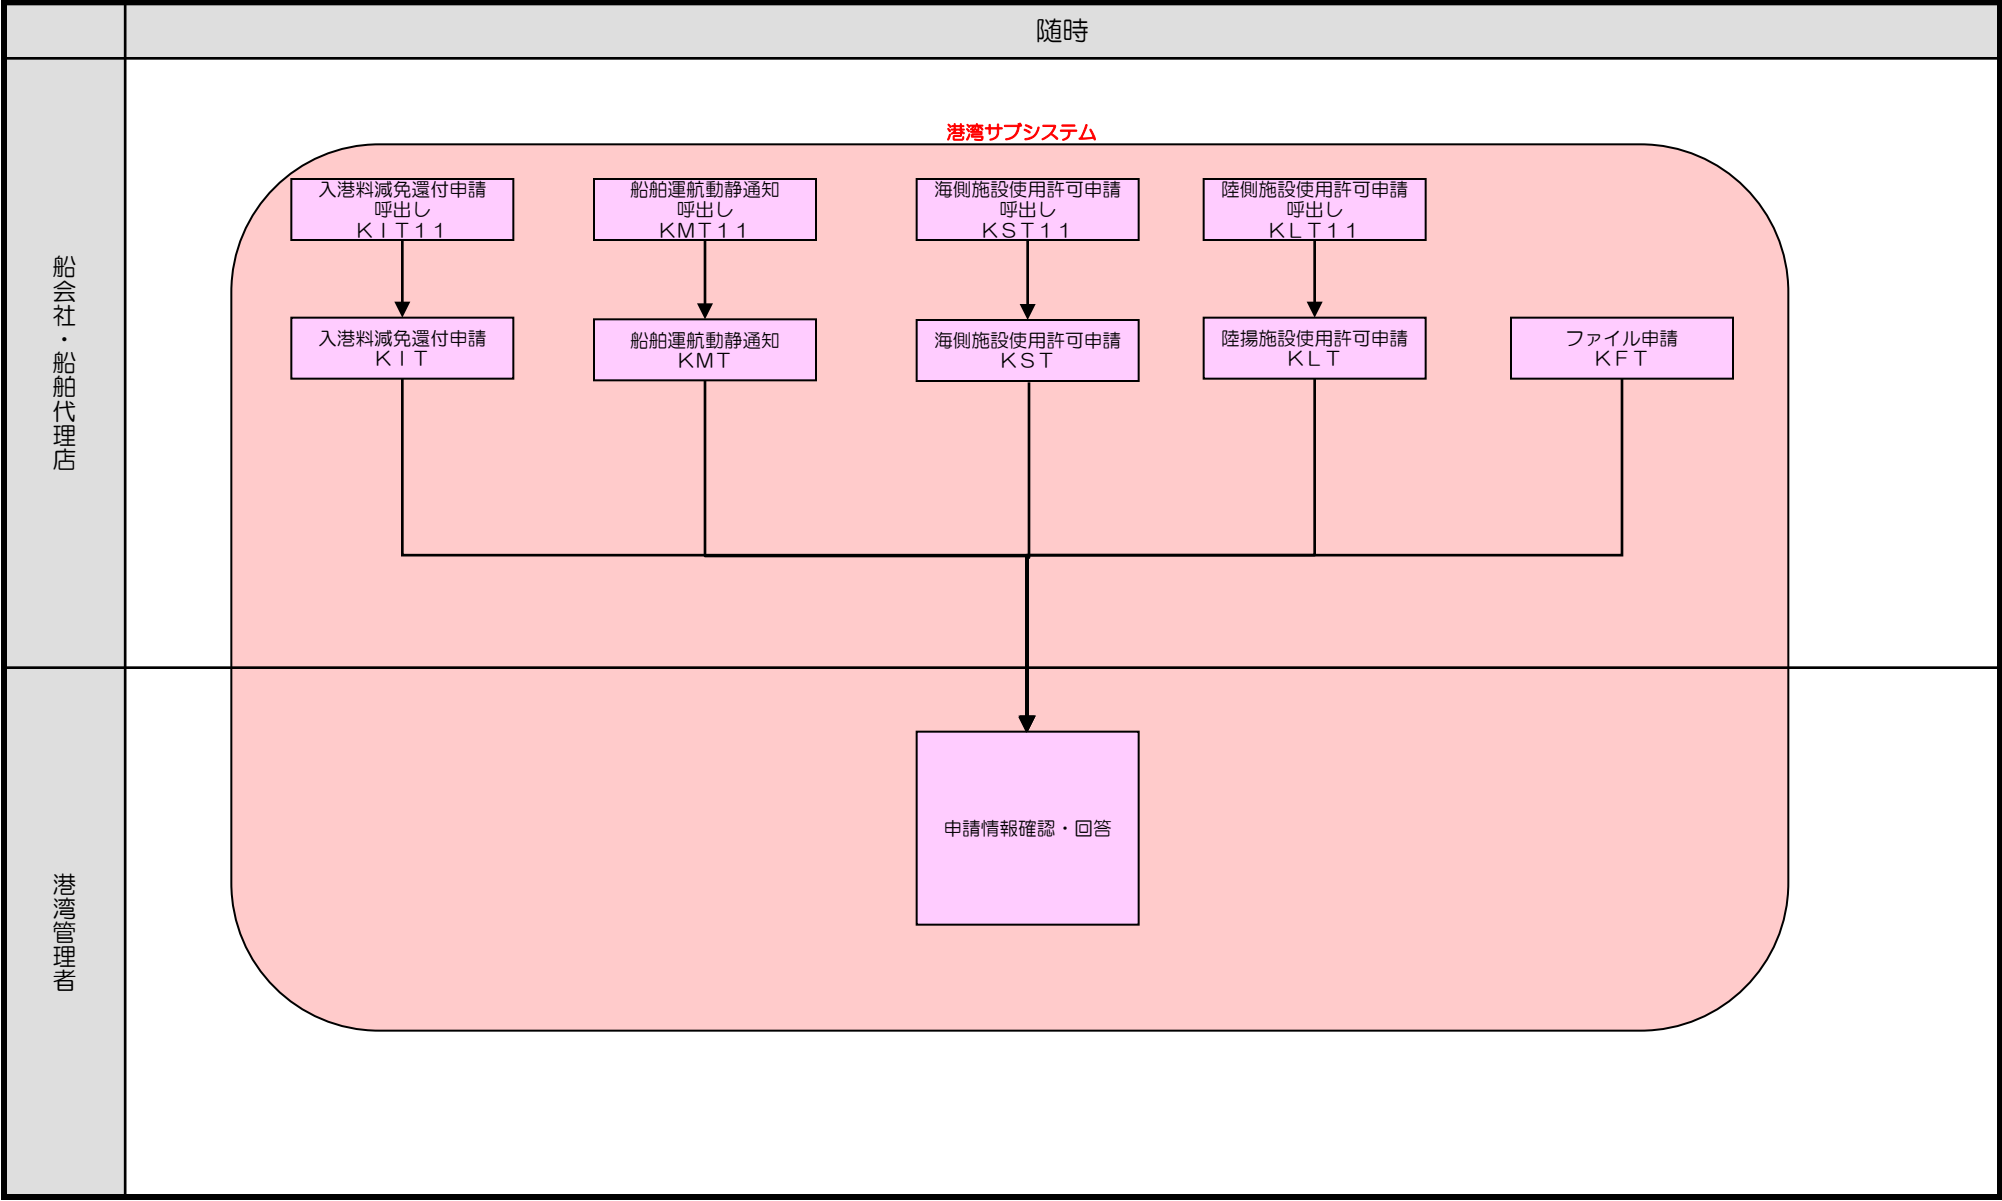 随時
船会社・船舶代理店
港湾サブシステム
入港料減免還付申請
呼出し
ＫＩＴ１１
船舶運航動静通知
呼出し
ＫＭＴ１１
海側施設使用許可申請
呼出し
ＫＳＴ１１
陸側施設使用許可申請
呼出し
ＫＬＴ１１
入港料減免還付申請
ＫＩＴ
船舶運航動静通知
ＫＭＴ
海側施設使用許可申請
ＫＳＴ
陸揚施設使用許可申請
ＫＬＴ
ファイル申請
ＫＦＴ
港湾管理者
申請情報確認・回答